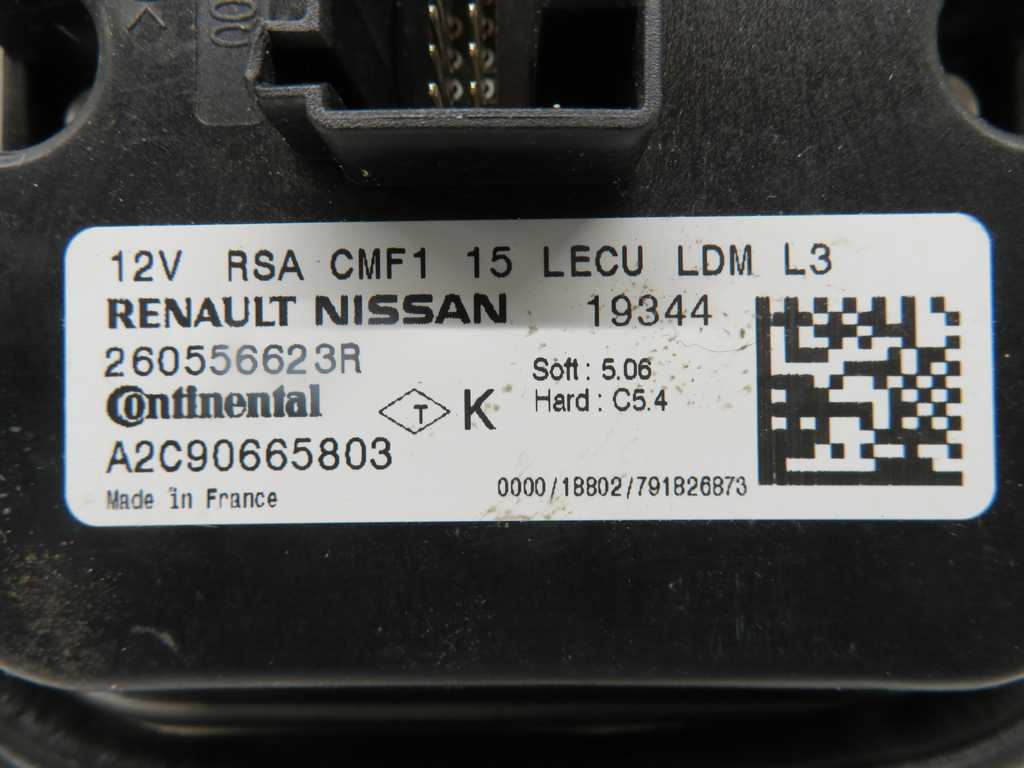 12V RSA CMF1 15 LECU LDM L3
RENAULT NISSAN 19344
260556623R
Soft : 5.06
Continental
T K
Hard : C5.4
A2C90665803
0000/18802/791826873
Made in France